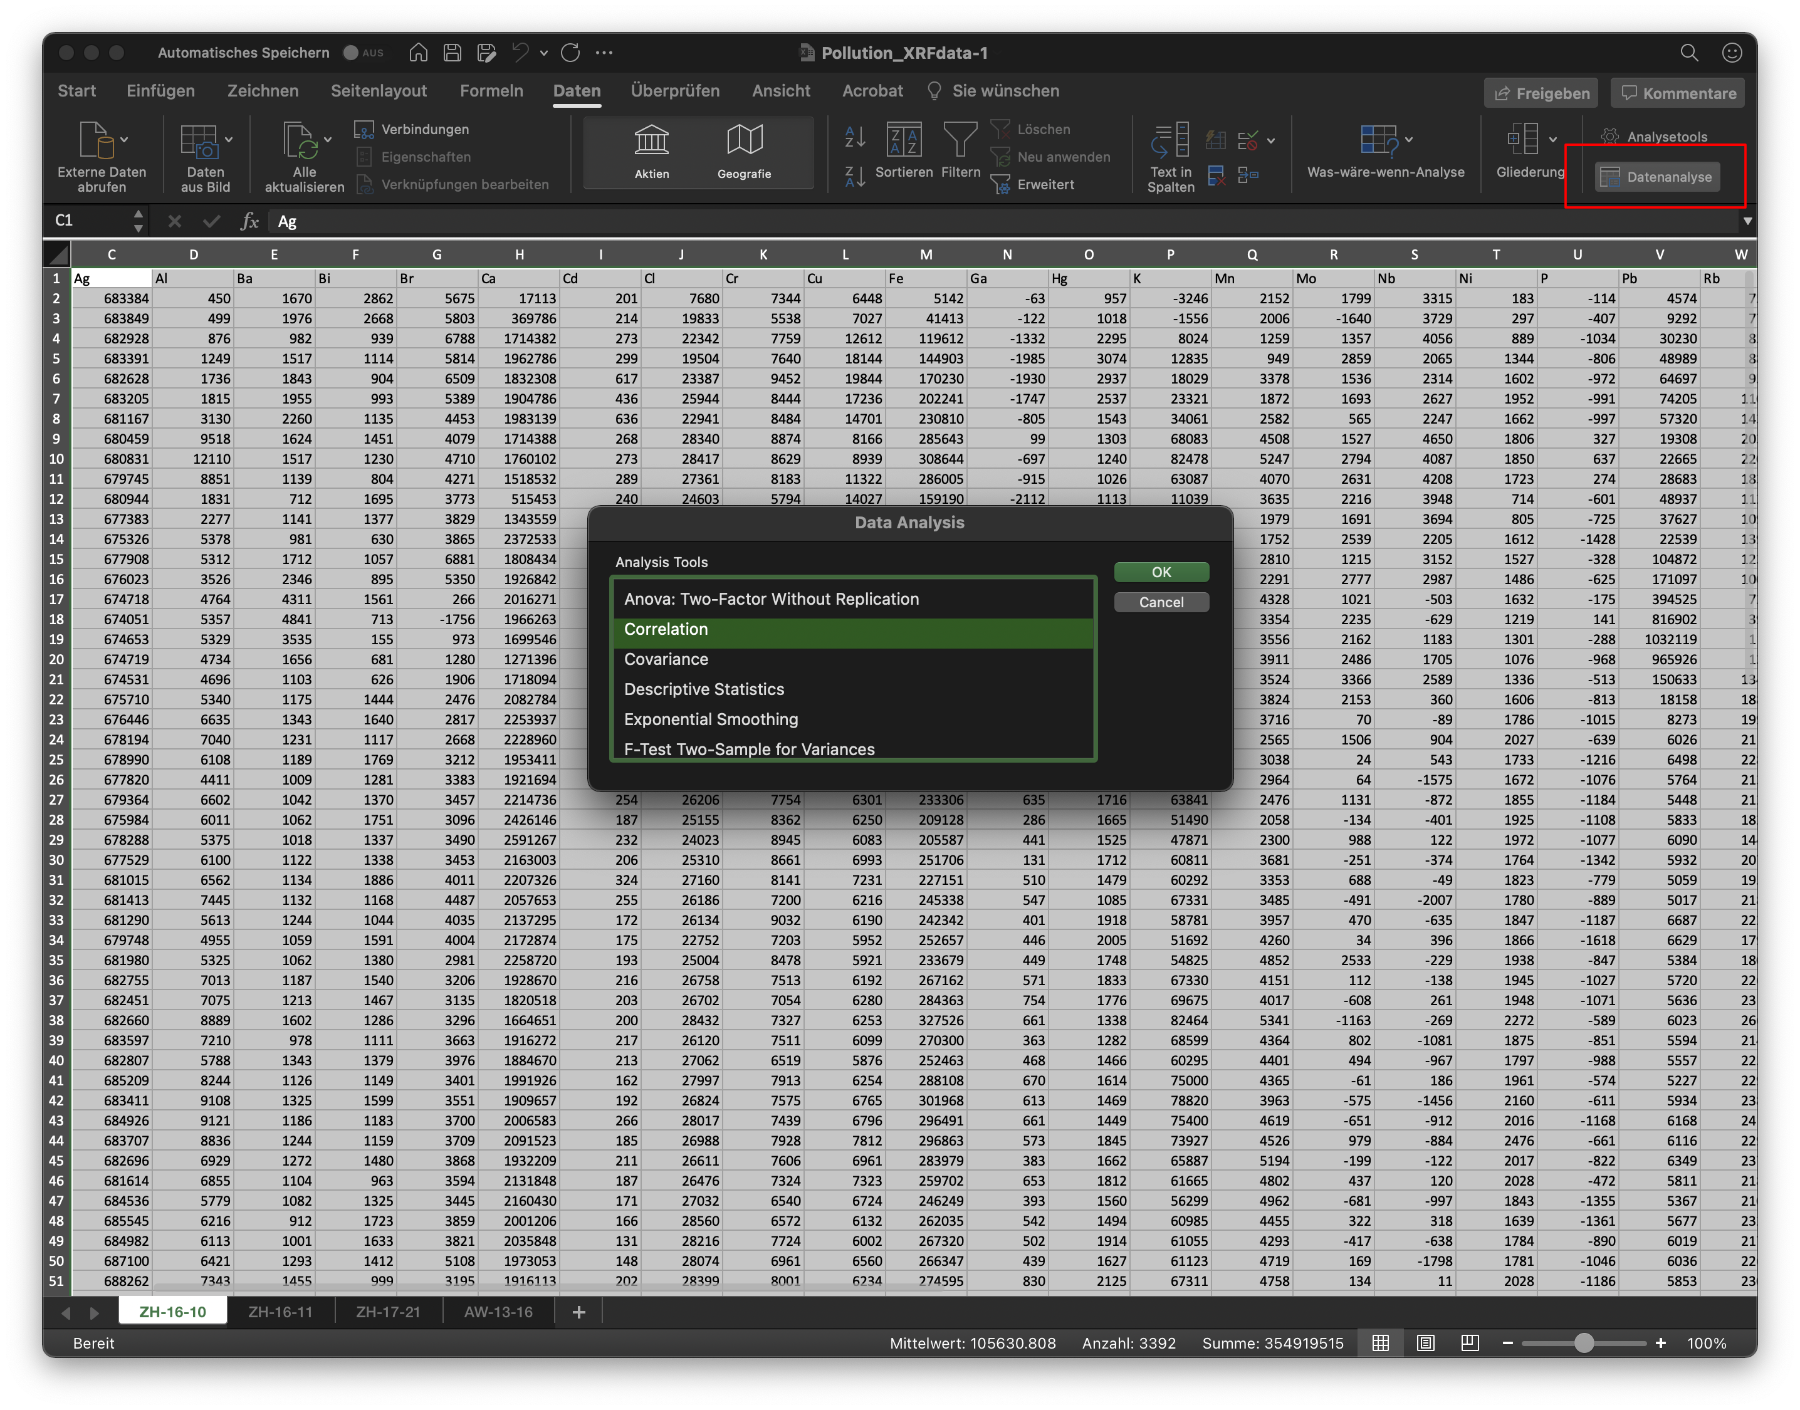 Automatisches Speichern AUS Pollution_XRFdata-1
Start Einfügen Zeichnen Seitenlayout Formeln Daten Überprüfen Ansicht Acrobat Sie wünschen Freigeben Kommentare
Externe Daten abrufen
Daten aus Bild
Alle aktualisieren
Verbindungen
Eigenschaften
Verknüpfungen bearbeiten
Aktien Geografie
Sortieren Filtern
Löschen
Neu anwenden
Erweitert
Text in Spalten
Was-wäre-wenn-Analyse
Gliederung
Analysetools
Datenanalyse
C1 fx Ag
C D E F G H I J K L M N O P Q R S T U V W
1 Ag Al Ba Bi Br Ca Cd Cl Cr Cu Fe Ga Hg K Mn Mo Nb Ni P Pb Rb
2 683384 450 1670 2862 5675 17113 201 7680 7344 6448 5142 -63 957 -3246 2152 1799 3315 183 -114 4574
3 683849 499 1976 2668 5803 369786 214 19833 5538 7027 41413 -122 1018 -1556 2006 -1640 3729 297 -407 9292
4 682928 876 982 939 6788 1714382 273 22342 7759 12612 119612 -1332 2295 8024 1259 1357 4056 889 -1034 30230
5 683391 1249 1517 1114 5814 1962786 299 19504 7640 18144 144903 -1985 3074 12835 949 2859 2065 1344 -806 48989
6 682628 1736 1843 904 6509 1832308 617 23387 9452 19844 170230 -1930 2937 18029 3378 1536 2314 1602 -972 64697
7 683205 1815 1955 993 5389 1904786 436 25944 8444 17236 202241 -1747 2537 23321 1872 1693 2627 1952 -991 74205
8 681167 3130 2260 1135 4453 1983139 636 22941 8484 14701 230810 -805 1543 34061 2582 565 2247 1662 -997 57320
9 680459 9518 1624 1451 4079 1714388 268 28340 8874 8166 285643 99 1303 68083 4508 1527 4650 1806 327 19308
10 680831 12110 1517 1230 4710 1760102 273 28417 8629 8939 308644 -697 1240 82478 5247 2794 4087 1850 637 22665
11 679745 8851 1139 804 4271 1518532 289 27361 8183 11322 286005 -915 1026 63087 4070 2631 4208 1723 274 28683
12 680944 1831 712 1695 3773 515453 240 24603 5794 14027 159190 -2112 1113 11039 3635 2216 3948 714 -601 48937
13 677383 2277 1141 1377 3829 1343559 1979 1691 3694 805 -725 37627
14 675326 5378 981 630 3865 2372533 1752 2539 2205 1612 -1428 22539
15 677908 5312 1712 1057 6881 1808434 2810 1215 3152 1527 -328 104872
16 676023 3526 2346 895 5350 1926842 2291 2777 2987 1486 -625 171097
17 674718 4764 4311 1561 266 2016271 4328 1021 -503 1632 -175 394525
18 674051 5357 4841 713 -1756 1966263 3354 2235 -629 1219 141 816902
19 674653 5329 3535 155 973 1699546 3556 2162 1183 1301 -288 1032119
20 674719 4734 1656 681 1280 1271396 3911 2486 1705 1076 -968 965926
21 674531 4696 1103 626 1906 1718094 3524 3366 2589 1336 -513 150633
22 675710 5340 1175 1444 2476 2082784 3824 2153 360 1606 -813 18158
23 676446 6635 1343 1640 2817 2253937 3716 70 -89 1786 -1015 8273
24 678194 7040 1231 1117 2668 2228960 2565 1506 904 2027 -639 6026
25 678990 6108 1189 1769 3212 1953411 3038 24 543 1733 -1216 6498
26 677820 4411 1009 1281 3383 1921694 2964 64 -1575 1672 -1076 5764
Data Analysis
Analysis Tools
Anova: Two-Factor Without Replication
Correlation
Covariance
Descriptive Statistics
Exponential Smoothing
F-Test Two-Sample for Variances
OK
Cancel
27 679364 6602 1042 1370 3457 2214736 254 26206 7754 6301 233306 635 1716 63841 2476 1131 -872 1855 -1184 5448
28 675984 6011 1062 1751 3096 2426146 187 25155 8362 6250 209128 286 1665 51490 2058 -134 -401 1925 -1108 5833
29 678288 5375 1018 1337 3490 2591267 232 24023 8945 6083 205587 441 1525 47871 2300 988 122 1972 -1077 6090
30 677529 6100 1122 1338 3453 2163003 206 25310 8661 6993 251706 131 1712 60811 3681 -251 -374 1764 -1342 5932
31 681015 6562 1134 1886 4011 2207326 324 27160 8141 7231 227151 510 1479 60292 3353 688 -49 1823 -779 5059
32 681413 7445 1132 1168 4487 2057653 255 26186 7200 6216 245338 547 1085 67331 3485 -491 -2007 1780 -889 5017
33 681290 5613 1244 1044 4035 2137295 172 26134 9032 6190 242342 401 1918 58781 3957 470 -635 1847 -1187 6687
34 679748 4955 1059 1591 4004 2172874 175 22752 7203 5952 252657 446 2005 51692 4260 34 396 1866 -1618 6629
35 681980 5325 1062 1380 2981 2258720 193 25004 8478 5921 233679 449 1748 54825 4852 2533 -229 1938 -847 5384
36 682755 7013 1187 1540 3206 1928670 216 26758 7513 6192 267162 571 1833 67330 4151 112 -138 1945 -1027 5720
37 682451 7075 1213 1467 3135 1820518 203 26702 7054 6280 284363 754 1776 69675 4017 -608 261 1948 -1071 5636
38 682660 8889 1602 1286 3296 1664651 200 28432 7327 6253 327526 661 1338 82464 5341 -1163 -269 2272 -589 6023
39 683597 7210 978 1111 3663 1916272 217 26120 7511 6099 270300 363 1282 68599 4364 802 -1081 1875 -851 5594
40 682807 5788 1343 1379 3976 1884670 213 27062 6519 5876 252463 468 1466 60295 4401 494 -967 1797 -988 5557
41 685209 8244 1126 1149 3401 1991926 162 27997 7913 6254 288108 670 1614 75000 4365 -61 186 1961 -574 5227
42 683411 9108 1325 1599 3551 1909657 192 26824 7575 6765 301968 613 1469 78820 3963 -575 -1456 2160 -611 5934
43 684926 9121 1186 1183 3700 2006583 266 28017 7439 6796 296491 661 1449 75400 4619 -651 -912 2016 -1168 6168
44 683707 8836 1244 1159 3709 2091523 185 26988 7928 7812 296863 573 1845 73927 4526 979 -884 2476 -661 6116
45 682696 6929 1272 1480 3868 1932209 211 26611 7606 6961 283979 383 1662 65887 5194 -199 -122 2017 -822 6349
46 681614 6855 1104 963 3594 2131848 187 26476 7324 7323 259702 653 1812 61665 4802 437 120 2028 -472 5811
47 684536 5779 1082 1325 3445 2160430 171 27032 6540 6724 246249 393 1560 56299 4962 -681 -997 1843 -1355 5367
48 685545 6216 912 1723 3859 2001206 166 28560 6572 6132 262035 542 1494 60985 4455 322 318 1639 -1361 5677
49 684982 6113 1001 1633 3821 2035848 131 28216 7724 6002 267320 502 1914 61055 4293 -417 -638 1784 -890 6019
50 687100 6421 1293 1412 5108 1973053 148 28074 6961 6560 266347 439 1627 61123 4719 169 -1798 1781 -1046 6036
51 688262 7343 1455 999 3195 1916113 202 28399 8001 6234 274595 830 2125 67311 4758 134 11 2028 -1186 5853
ZH-16-10 ZH-16-11 ZH-17-21 AW-13-16 +
Bereit Mittelwert: 105630.808 Anzahl: 3392 Summe: 354919515 − + 100%